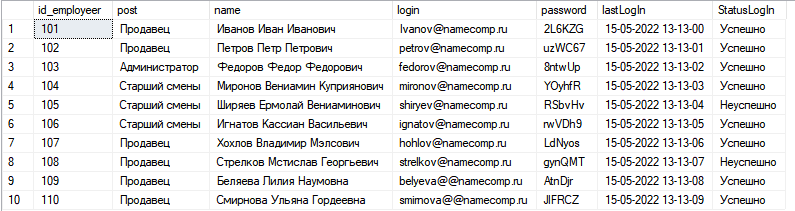 id_employeer post name login password lastLogIn StatusLogIn
1 101 Продавец Иванов Иван Иванович Ivanov@namecomp.ru 2L6KZG 15-05-2022 13-13-00 Успешно
2 102 Продавец Петров Петр Петрович petrov@namecomp.ru uzWC67 15-05-2022 13-13-01 Успешно
3 103 Администратор Федоров Федор Федорович fedorov@namecomp.ru 8ntwUp 15-05-2022 13-13-02 Успешно
4 104 Старший смены Миронов Вениамин Куприянович mironov@namecomp.ru YOyhfR 15-05-2022 13-13-03 Успешно
5 105 Старший смены Ширяев Ермолай Вениаминович shiryev@namecomp.ru RSbvHv 15-05-2022 13-13-04 Неуспешно
6 106 Старший смены Игнатов Кассиан Васильевич ignatov@namecomp.ru rwVDh9 15-05-2022 13-13-05 Успешно
7 107 Продавец Хохлов Владимир Мэлсович hohlov@namecomp.ru LdNyos 15-05-2022 13-13-06 Успешно
8 108 Продавец Стрелков Мстислав Георгьевич strelkov@namecomp.ru gynQMT 15-05-2022 13-13-07 Неуспешно
9 109 Продавец Беляева Лилия Наумовна belyeva@@namecomp.ru AtnDjr 15-05-2022 13-13-08 Успешно
10 110 Продавец Смирнова Ульяна Гордеевна smirnova@@namecomp.ru JlFRCZ 15-05-2022 13-13-09 Успешно